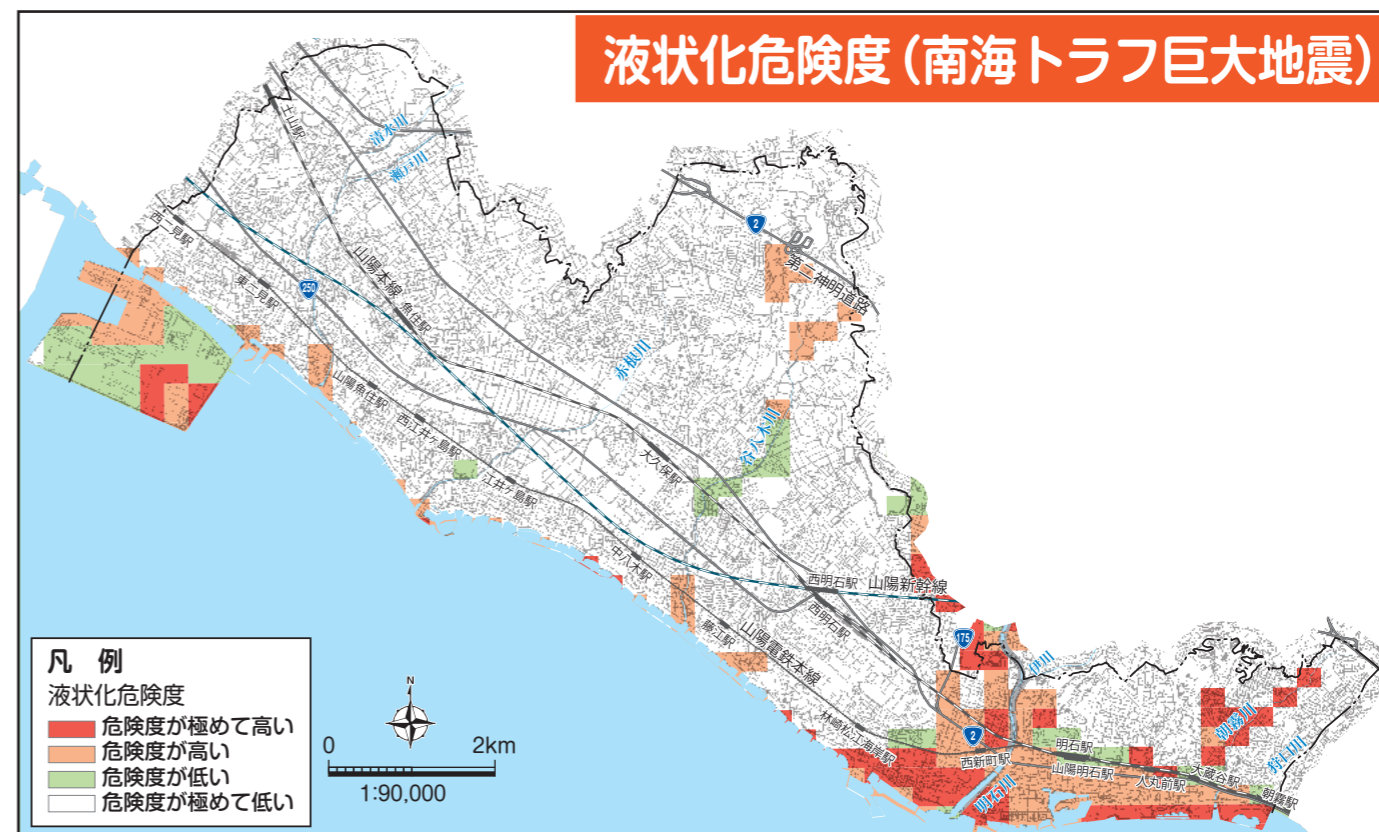 液状化危険度（南海トラフ巨大地震）
土山駅
清水川
瀬戸川
2
第二神明道路
西二見駅
東二見駅
250
山陽本線
魚住駅
赤根川
谷八木川
山陽魚住駅
西江井ヶ島駅
江井ヶ島駅
大久保駅
中八木駅
藤江駅
山陽電鉄本線
西明石駅
山陽新幹線
西明石駅
175
伊川
林崎松江海岸駅
2
西新町駅
明石川
明石駅
山陽明石駅
人丸前駅
大蔵谷駅
朝霧川
狩口川
朝霧駅
凡 例
液状化危険度
危険度が極めて高い
危険度が高い
危険度が低い
危険度が極めて低い
N
0 2km
1:90,000